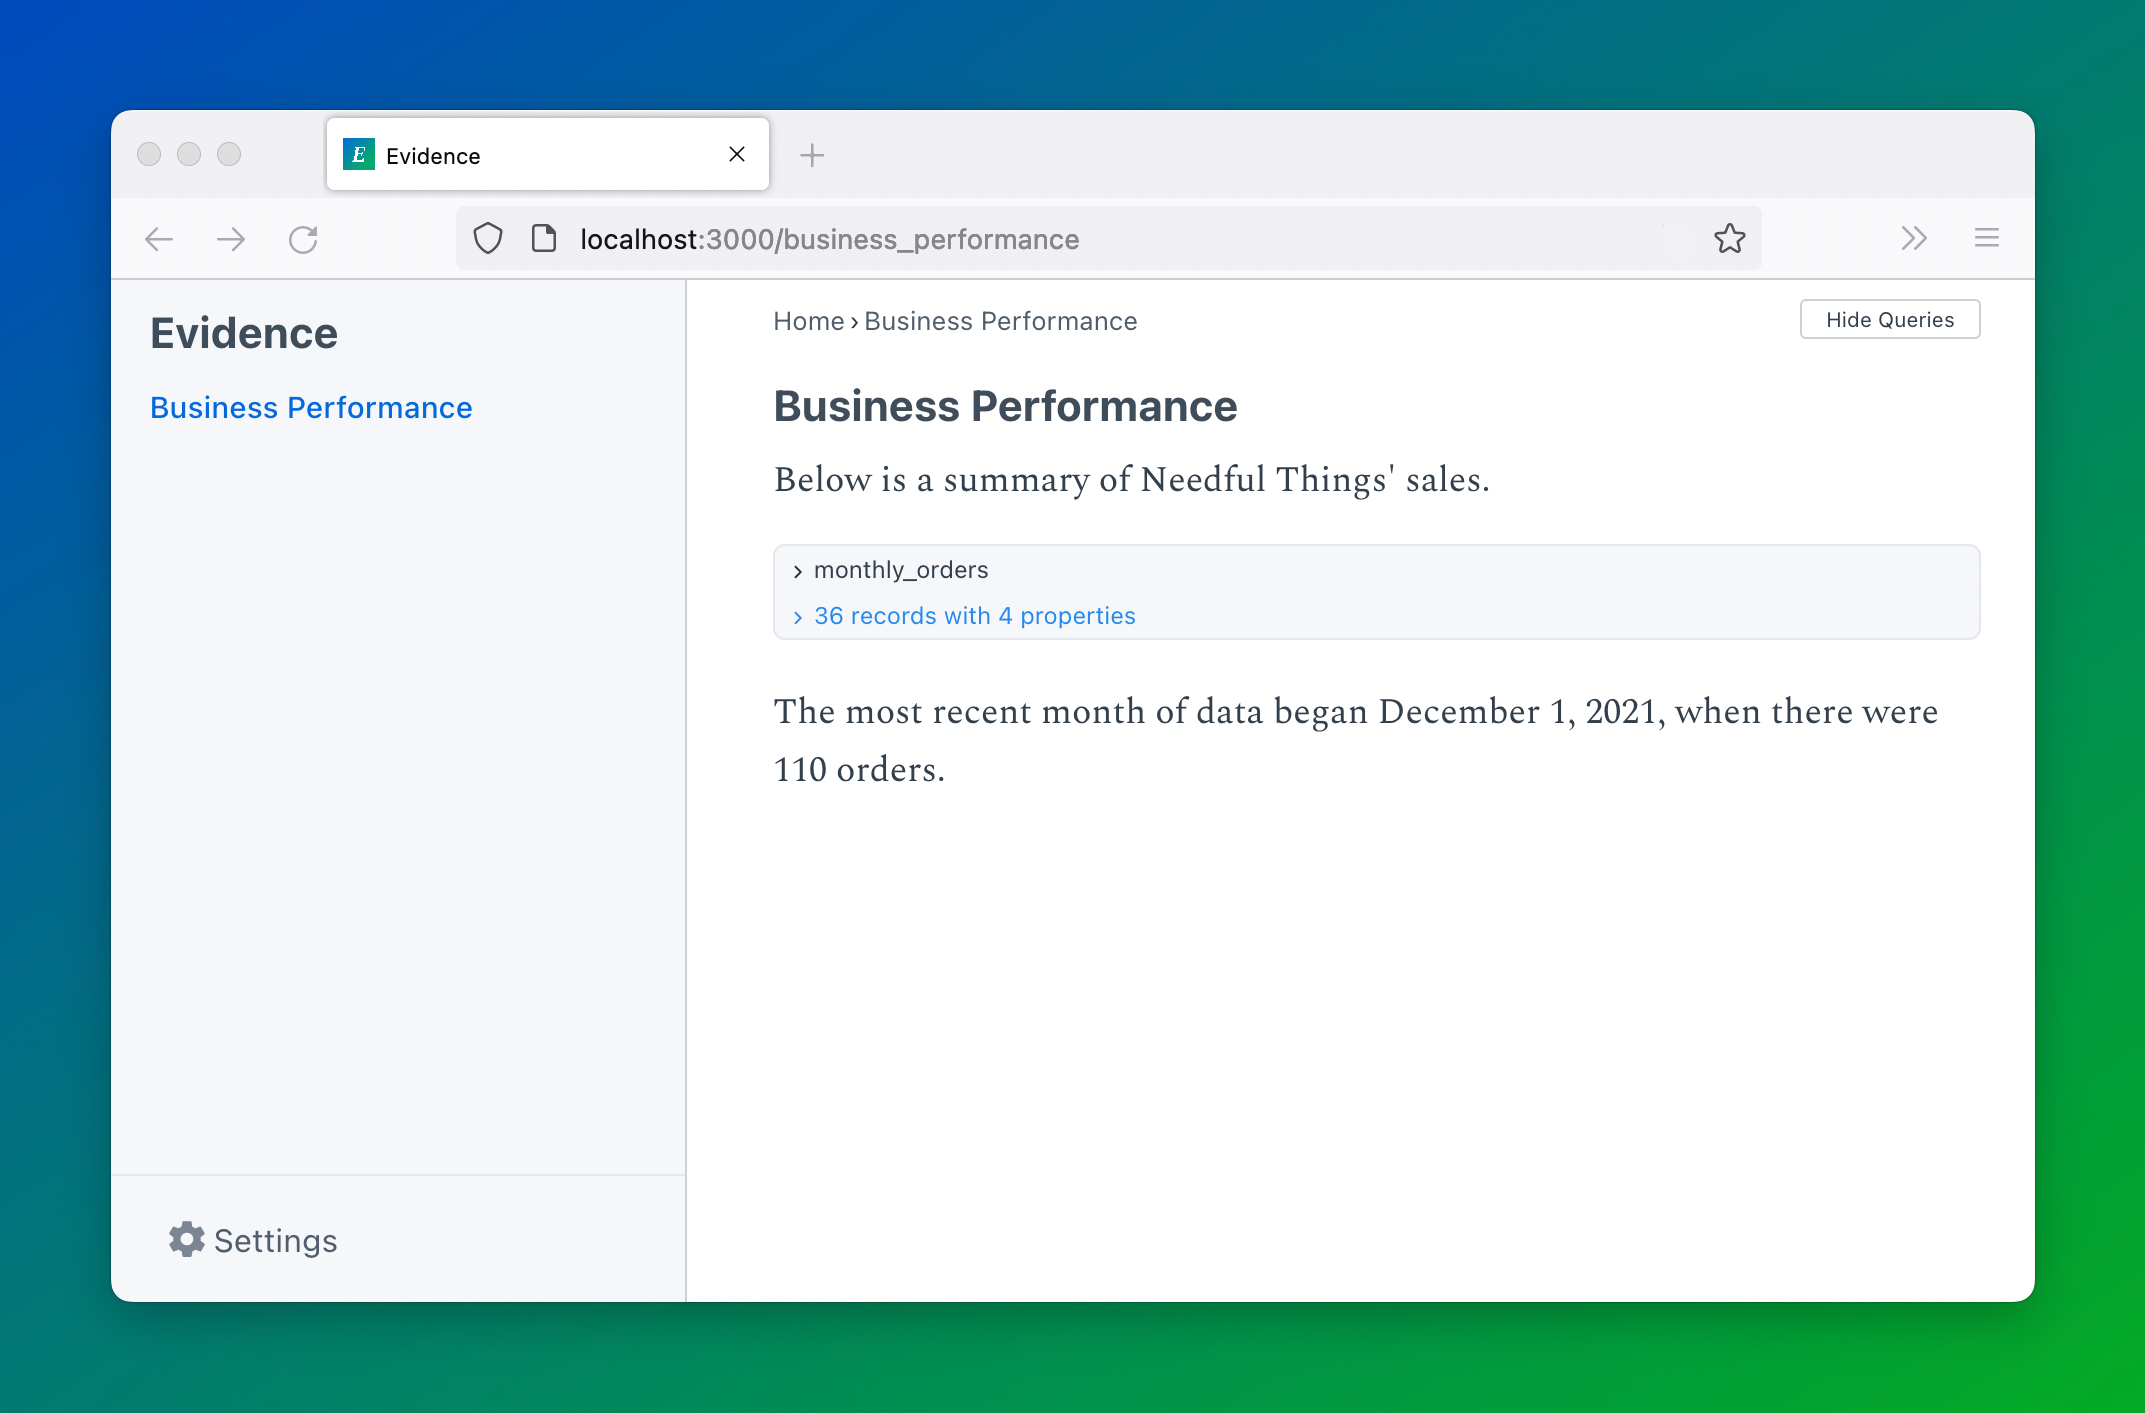 E Evidence
localhost:3000/business_performance
Evidence
Business Performance
Settings
Home › Business Performance
Hide Queries
Business Performance
Below is a summary of Needful Things' sales.
monthly_orders
36 records with 4 properties
The most recent month of data began December 1, 2021, when there were
110 orders.